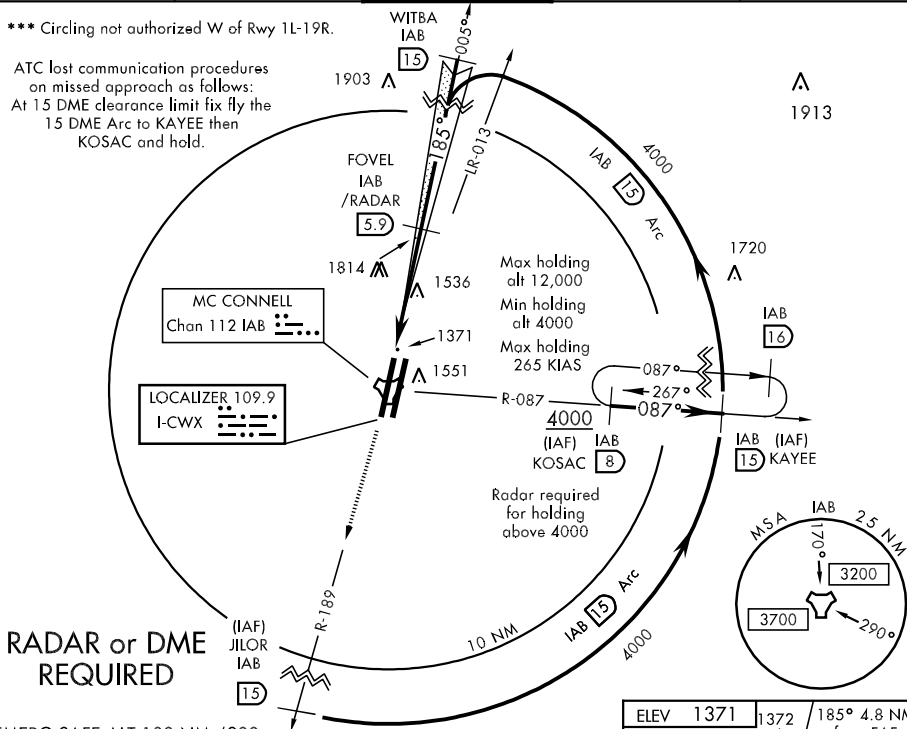 *** Circling not authorized W of Rwy 1L-19R.
ATC lost communication procedures
on missed approach as follows:
At 15 DME clearance limit fix fly the
15 DME Arc to KAYEE then
KOSAC and hold.
WITBA
IAB
15
005°
1903
1913
185°
LR-013
IAB 15 Arc
4000
FOVEL
IAB
/RADAR
5.9
1814
1536
1720
Max holding
alt 12,000
Min holding
alt 4000
Max holding
265 KIAS
MC CONNELL
Chan 112 IAB
1371
1551
LOCALIZER 109.9
I-CWX
IAB
16
087°
267°
R-087
087°
4000
(IAF)
KOSAC
IAB
8
IAB
15
(IAF)
KAYEE
Radar required
for holding
above 4000
MSA IAB 25 NM
170°
3200
3700
290°
R-189
10 NM
IAB 15 Arc
4000
(IAF)
JILOR
IAB
15
RADAR or DME
REQUIRED
ELEV 1371
1372
185° 4.8 NM